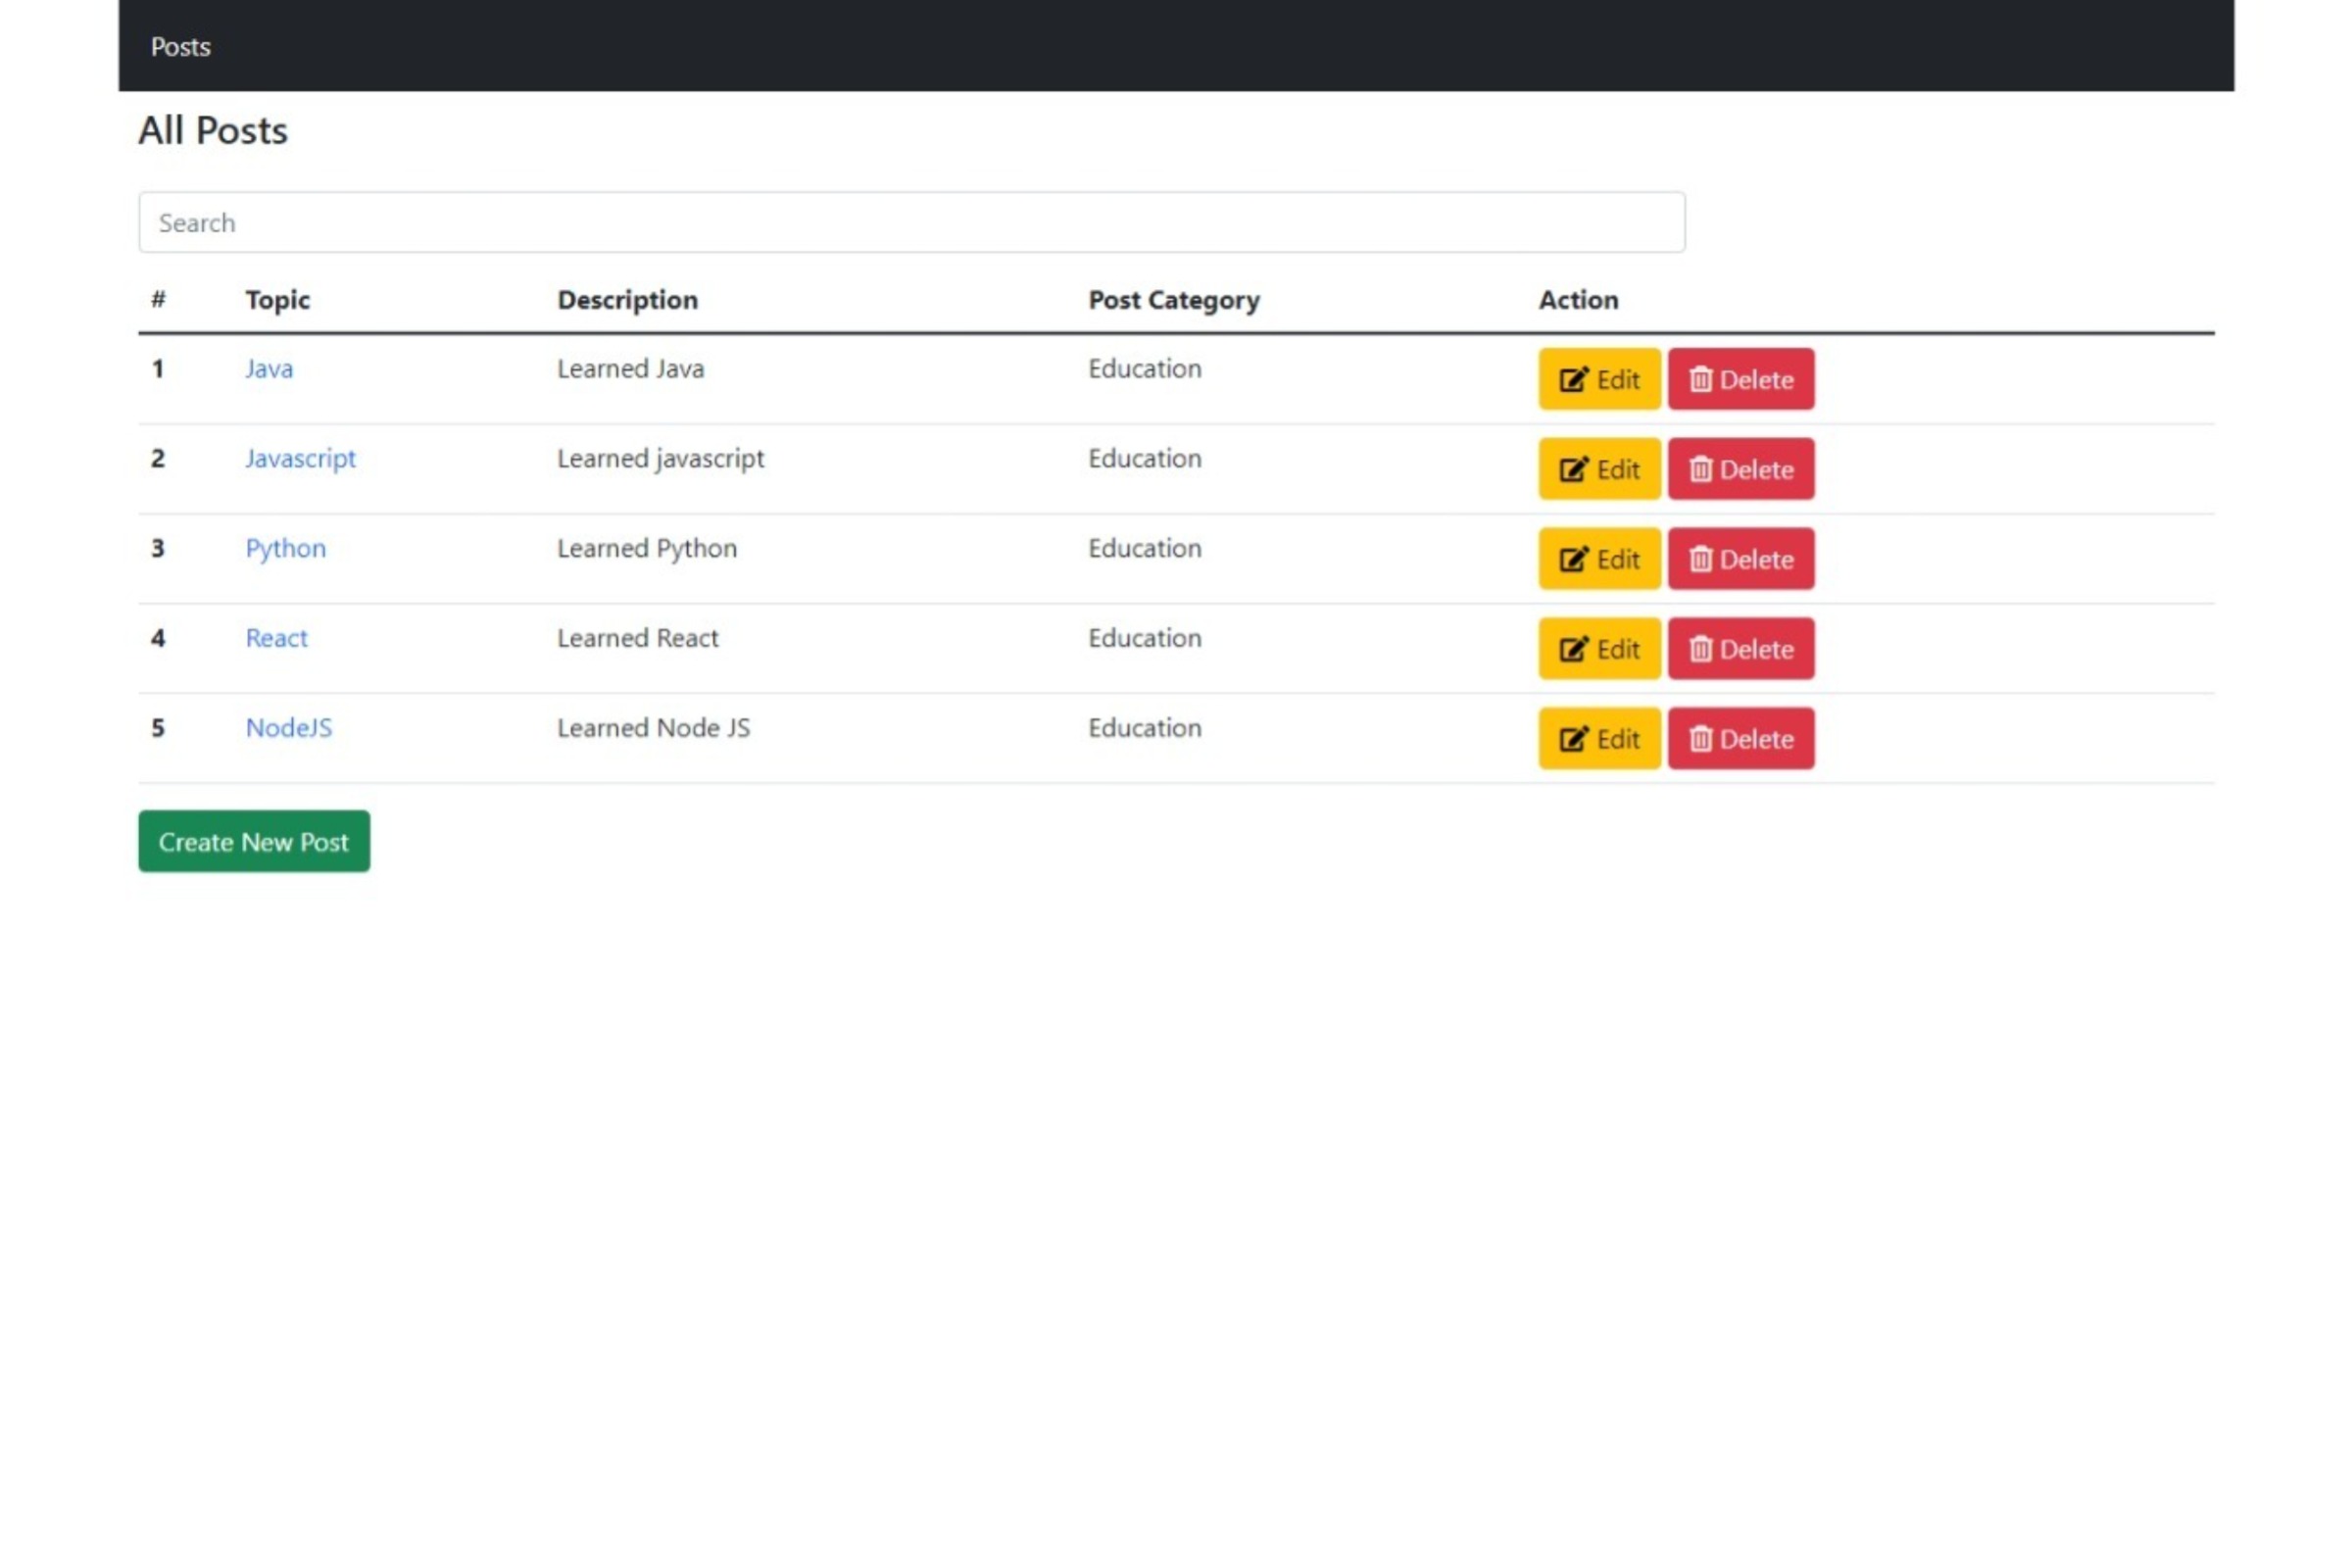 Posts
All Posts
Search
# Topic Description Post Category Action
1 Java Learned Java Education Edit Delete
2 Javascript Learned javascript Education Edit Delete
3 Python Learned Python Education Edit Delete
4 React Learned React Education Edit Delete
5 NodeJS Learned Node JS Education Edit Delete
Create New Post